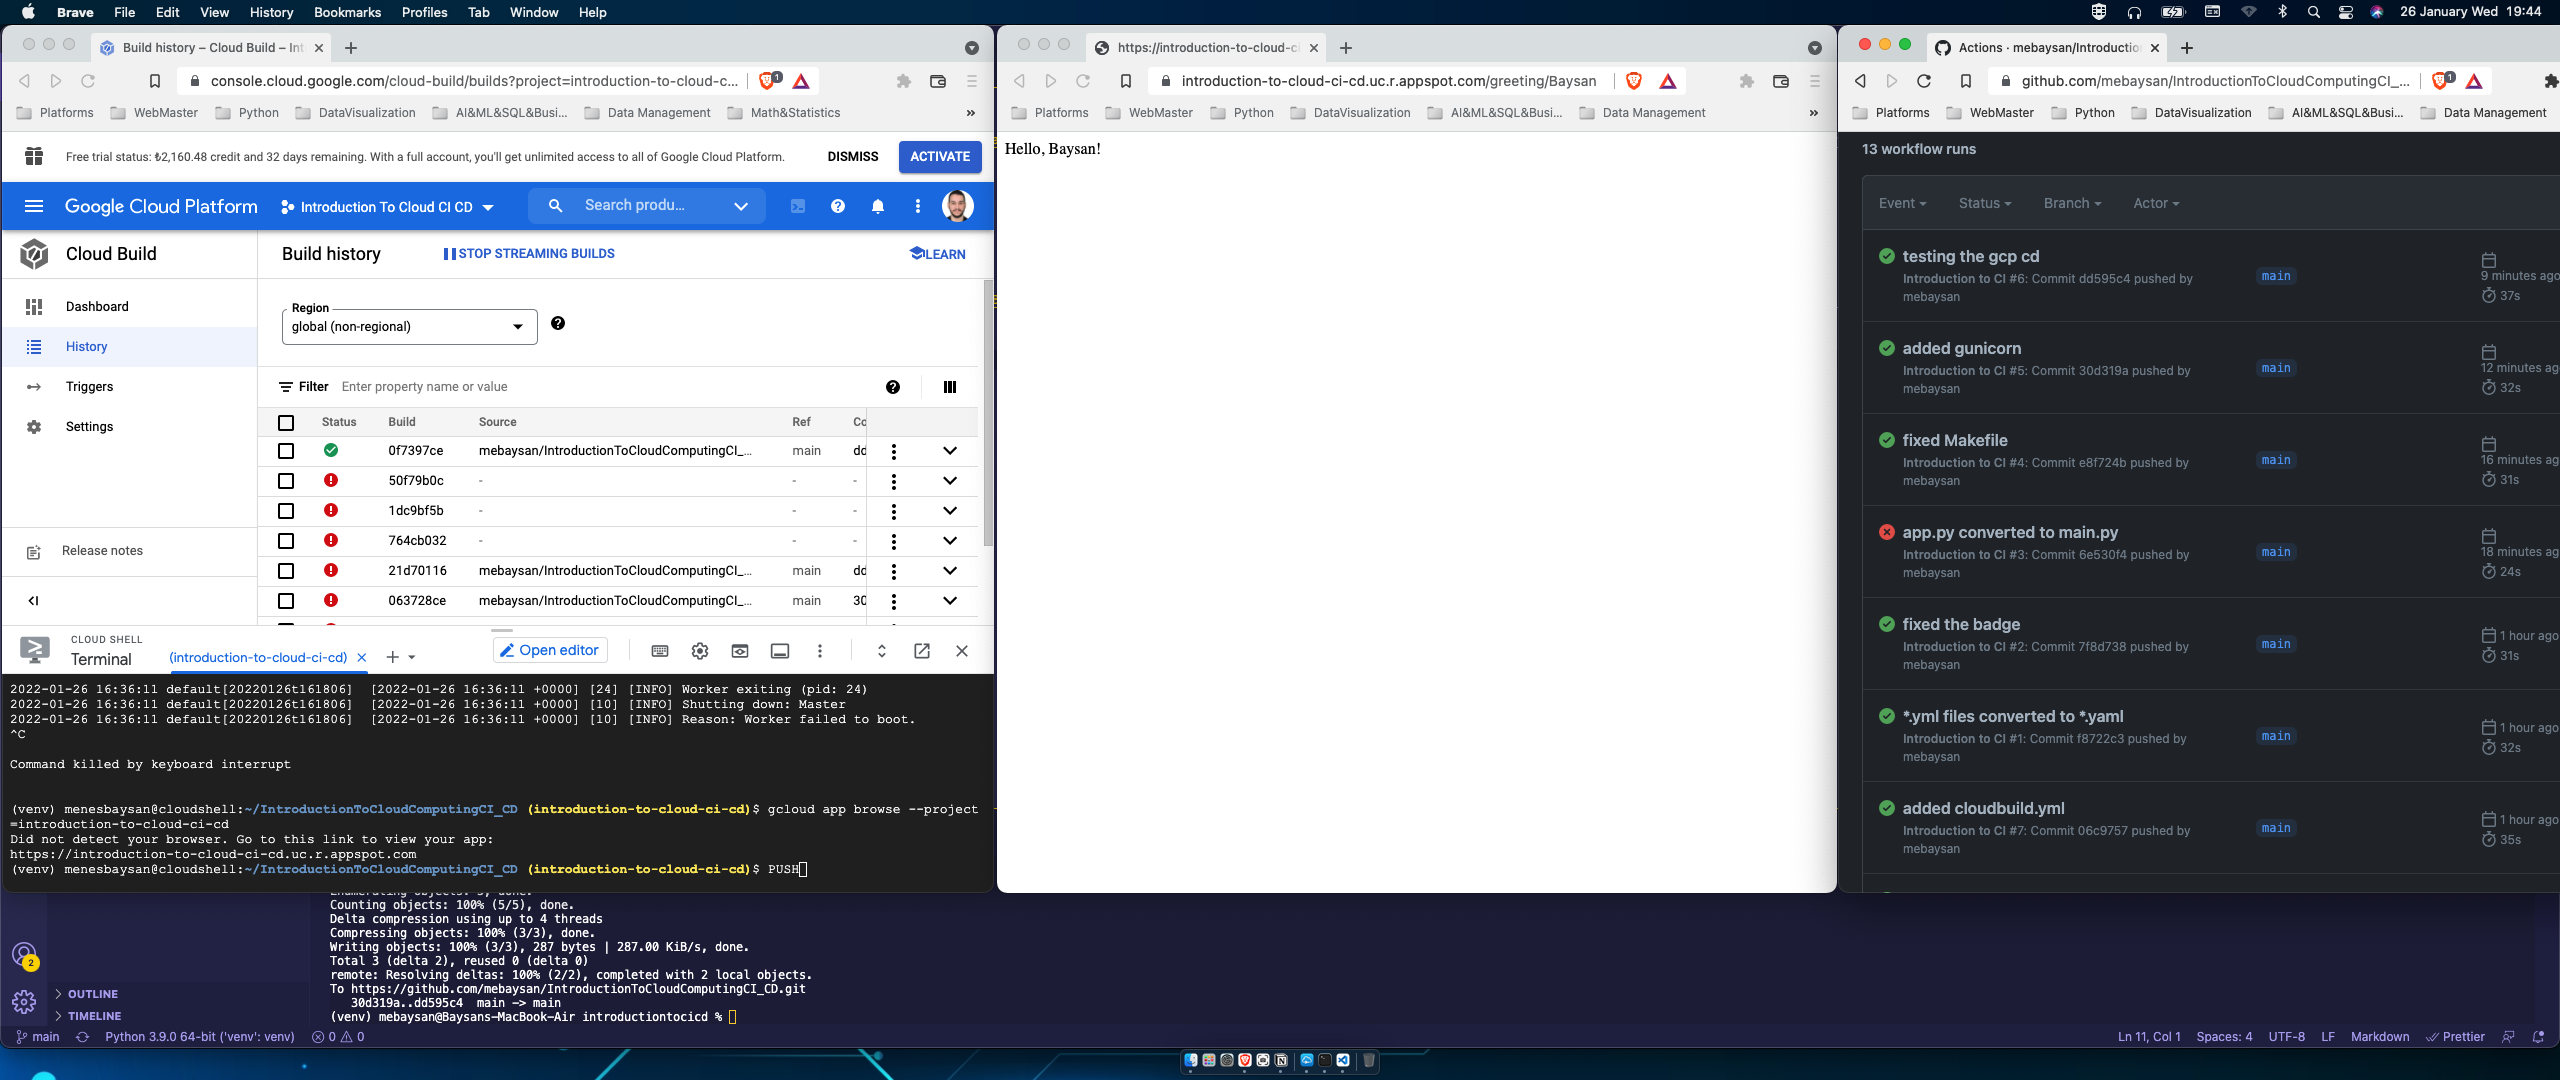 Brave File Edit View History Bookmarks Profiles Tab Window Help
26 January Wed 19:44
Build history – Cloud Build – Int
console.cloud.google.com/cloud-build/builds?project=introduction-to-cloud-c...
1
Platforms WebMaster Python DataVisualization AI&ML&SQL&Busi... Data Management Math&Statistics »
Free trial status: ₺2,160.48 credit and 32 days remaining. With a full account, you'll get unlimited access to all of Google Cloud Platform.
DISMISS
ACTIVATE
Google Cloud Platform
Introduction To Cloud CI CD
Search produ...
Cloud Build
Build history
STOP STREAMING BUILDS
LEARN
Dashboard
History
Triggers
Settings
Release notes
Region
global (non-regional)
Filter Enter property name or value
Status Build Source Ref Co
0f7397ce mebaysan/IntroductionToCloudComputingCI_... main dd
50f79b0c - - -
1dc9bf5b - - -
764cb032 - - -
21d70116 mebaysan/IntroductionToCloudComputingCI_... main dd
063728ce mebaysan/IntroductionToCloudComputingCI_... main 30
CLOUD SHELL
Terminal
(introduction-to-cloud-ci-cd)
Open editor
2022-01-26 16:36:11 default[20220126t161806]  [2022-01-26 16:36:11 +0000] [24] [INFO] Worker exiting (pid: 24)
2022-01-26 16:36:11 default[20220126t161806]  [2022-01-26 16:36:11 +0000] [10] [INFO] Shutting down: Master
2022-01-26 16:36:11 default[20220126t161806]  [2022-01-26 16:36:11 +0000] [10] [INFO] Reason: Worker failed to boot.
^C
Command killed by keyboard interrupt
(venv) menesbaysan@cloudshell:~/IntroductionToCloudComputingCI_CD (introduction-to-cloud-ci-cd)$ gcloud app browse --project
=introduction-to-cloud-ci-cd
Did not detect your browser. Go to this link to view your app:
https://introduction-to-cloud-ci-cd.uc.r.appspot.com
(venv) menesbaysan@cloudshell:~/IntroductionToCloudComputingCI_CD (introduction-to-cloud-ci-cd)$ PUSH
https://introduction-to-cloud-ci
introduction-to-cloud-ci-cd.uc.r.appspot.com/greeting/Baysan
Platforms WebMaster Python DataVisualization AI&ML&SQL&Busi... Data Management »
Hello, Baysan!
Actions · mebaysan/Introductio
github.com/mebaysan/IntroductionToCloudComputingCI_...
1
Platforms WebMaster Python DataVisualization AI&ML&SQL&Busi... Data Management
13 workflow runs
Event Status Branch Actor
testing the gcp cd
Introduction to CI #6: Commit dd595c4 pushed by
mebaysan
main
9 minutes ago
37s
added gunicorn
Introduction to CI #5: Commit 30d319a pushed by
mebaysan
main
12 minutes ag
32s
fixed Makefile
Introduction to CI #4: Commit e8f724b pushed by
mebaysan
main
16 minutes ag
31s
app.py converted to main.py
Introduction to CI #3: Commit 6e530f4 pushed by
mebaysan
main
18 minutes ag
24s
fixed the badge
Introduction to CI #2: Commit 7f8d738 pushed by
mebaysan
main
1 hour ago
31s
*.yml files converted to *.yaml
Introduction to CI #1: Commit f8722c3 pushed by
mebaysan
main
1 hour ago
32s
added cloudbuild.yml
Introduction to CI #7: Commit 06c9757 pushed by
mebaysan
main
1 hour ago
35s
Enumerating objects: 5, done.
Counting objects: 100% (5/5), done.
Delta compression using up to 4 threads
Compressing objects: 100% (3/3), done.
Writing objects: 100% (3/3), 287 bytes | 287.00 KiB/s, done.
Total 3 (delta 2), reused 0 (delta 0)
remote: Resolving deltas: 100% (2/2), completed with 2 local objects.
To https://github.com/mebaysan/IntroductionToCloudComputingCI_CD.git
30d319a..dd595c4  main -> main
(venv) mebaysan@Baysans-MacBook-Air introductiontocicd %
2
OUTLINE
TIMELINE
main Python 3.9.0 64-bit ('venv': venv) 0 0
Ln 11, Col 1 Spaces: 4 UTF-8 LF Markdown Prettier